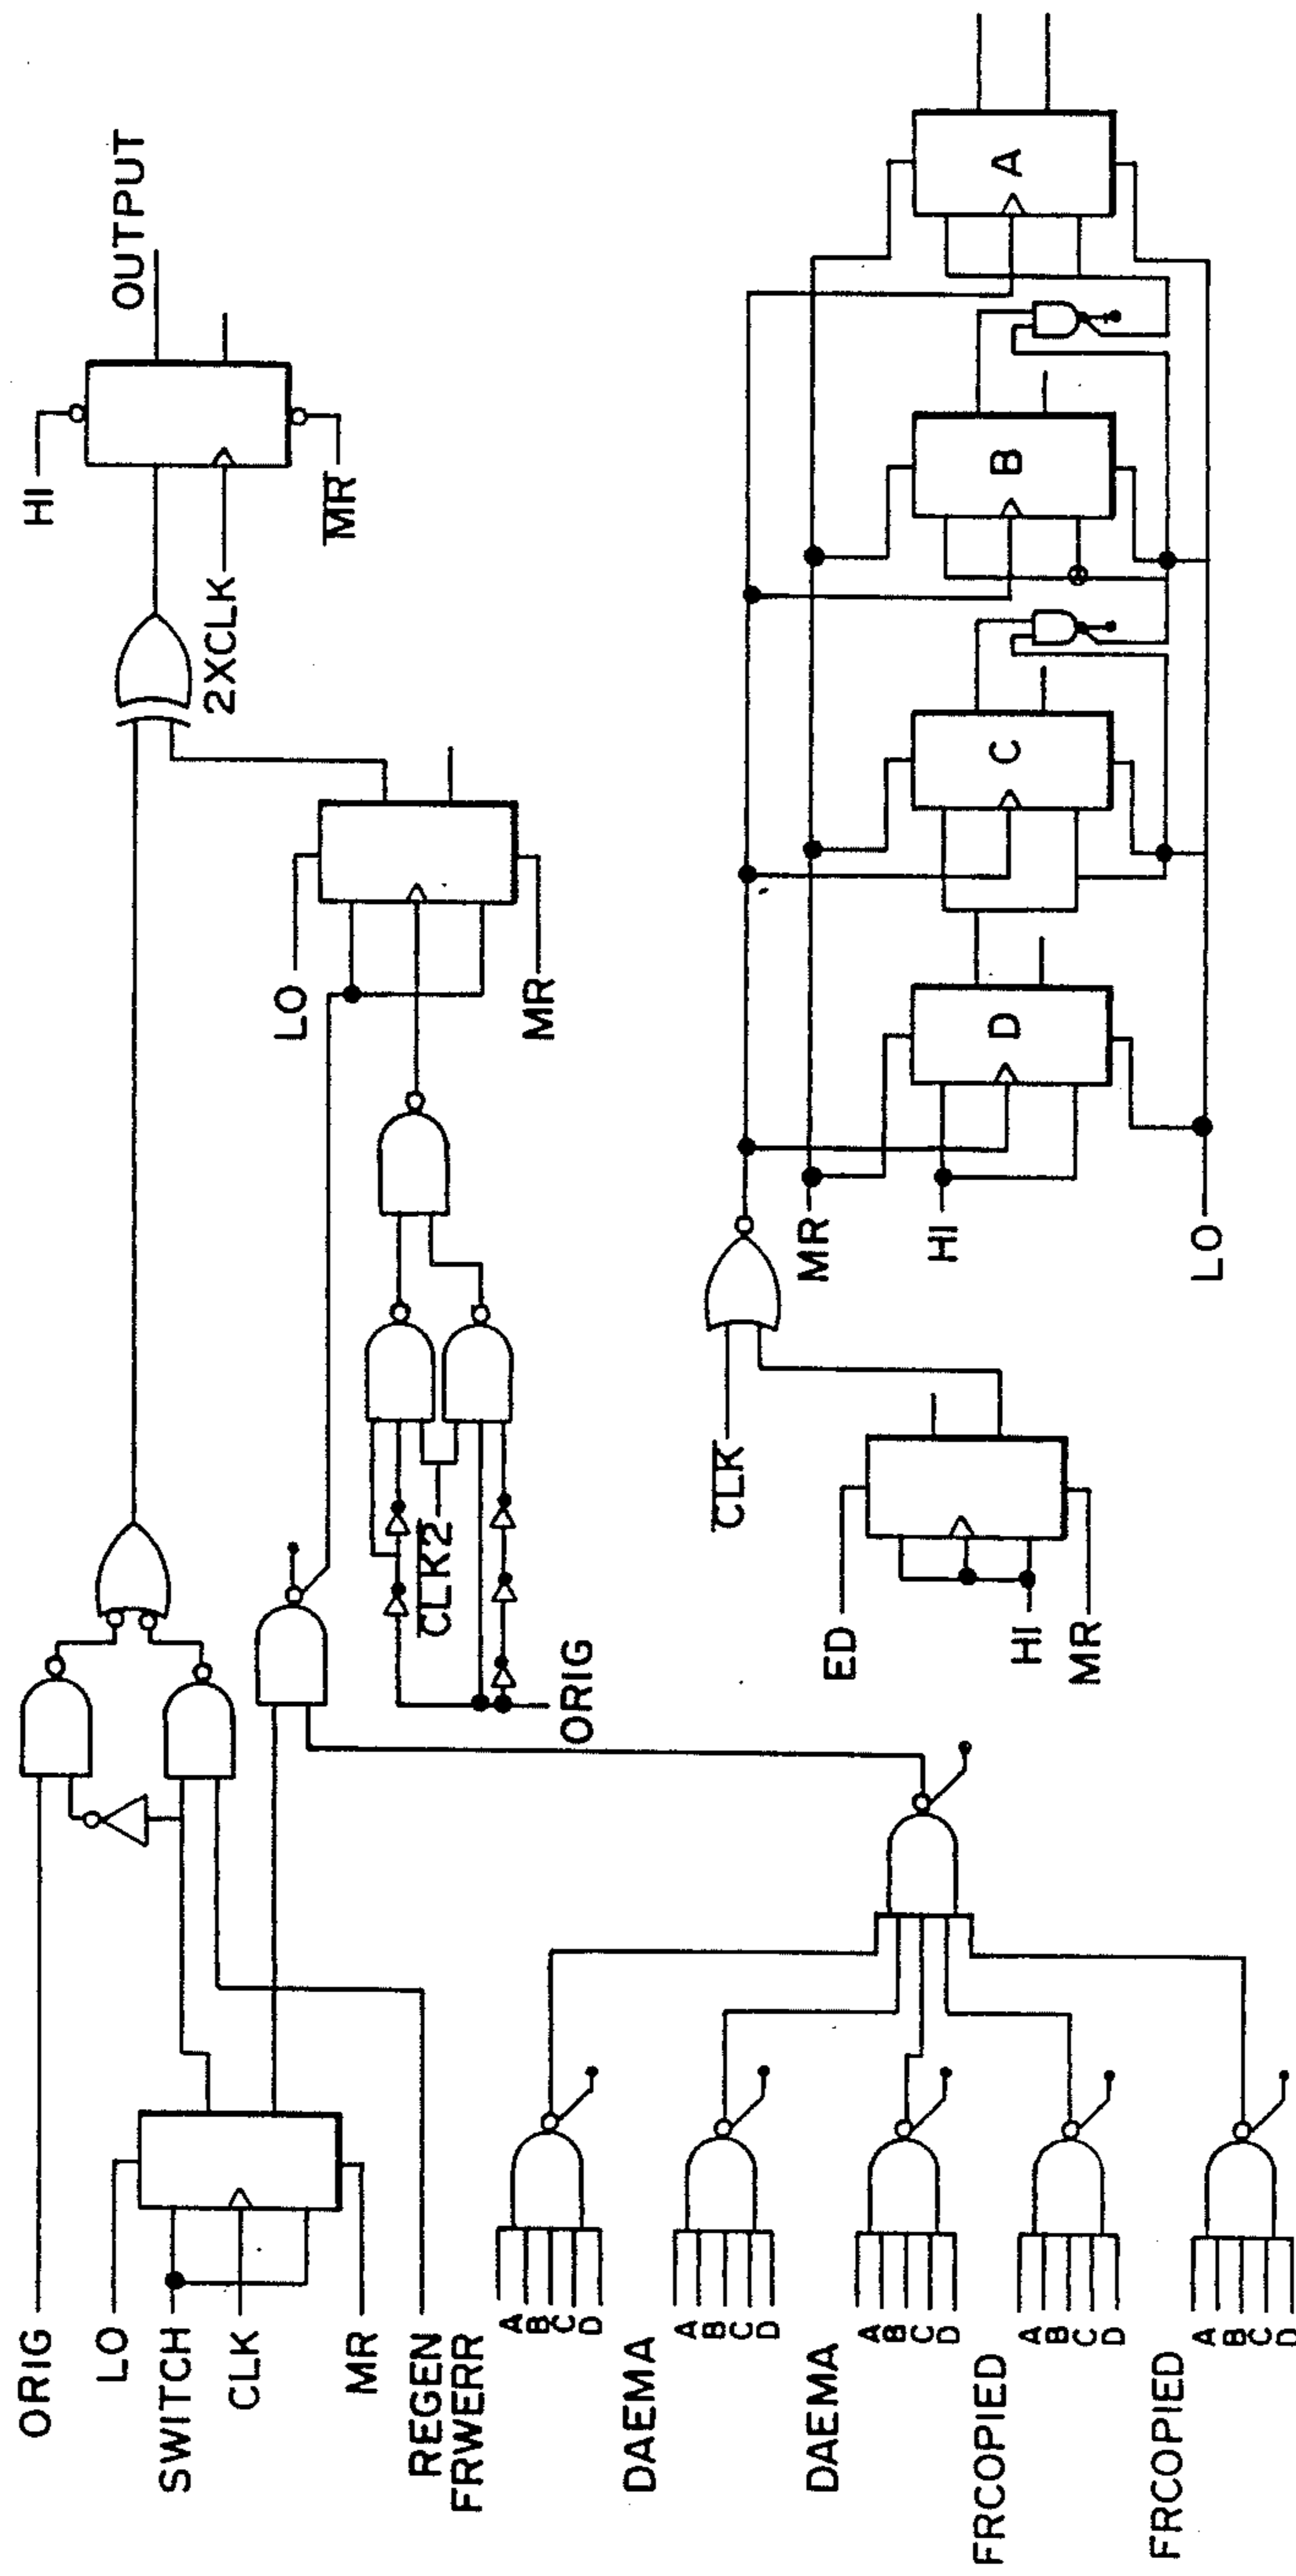 ORIG
LO
SWITCH
CLK
MR
REGEN
FRWERR
A
B
C
D
DAEMA
A
B
C
D
DAEMA
A
B
C
D
FRCOPIED
A
B
C
D
FRCOPIED
A
B
C
D
ORIG
CLK2
LO
MR
2XCLK
HI
MR
OUTPUT
ED
HI
MR
CLK
MR
HI
LO
D
C
B
A